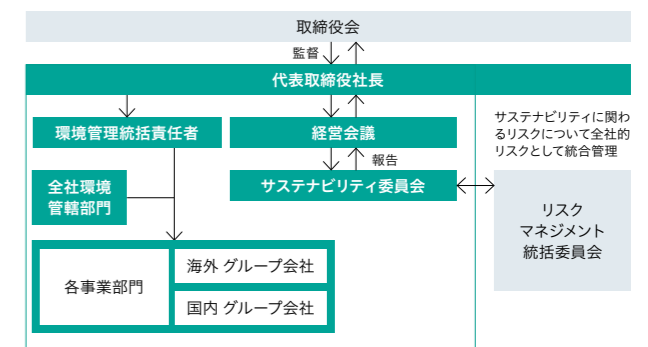 取締役会
監督
代表取締役社長
環境管理統括責任者
経営会議
報告
サステナビリティ委員会
全社環境
管轄部門
各事業部門
海外 グループ会社
国内 グループ会社
サステナビリティに関わ
るリスクについて全社的
リスクとして統合管理
リスク
マネジメント
統括委員会